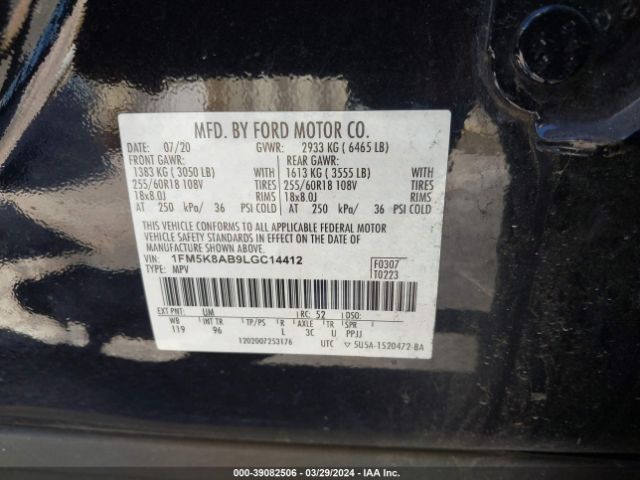 MFD. BY FORD MOTOR CO.
DATE: 07/20 GVWR: 2933 KG ( 6465 LB)
FRONT GAWR: REAR GAWR:
1383 KG ( 3050 LB) WITH 1613 KG ( 3555 LB) WITH
255/60R18 108V TIRES 255/60R18 108V TIRES
18x8.0J RIMS 18x8.0J RIMS
AT 250 kPa/ 36 PSI COLD AT 250 kPa/ 36 PSI COLD
THIS VEHICLE CONFORMS TO ALL APPLICABLE FEDERAL MOTOR
VEHICLE SAFETY STANDARDS IN EFFECT ON THE DATE OF
MANUFACTURE SHOWN ABOVE.
VIN: 1FM5K8AB9LGC14412 F0307
TYPE: MPV T0223
EXT PNT: UM RC: 52 DSO:
WB INT TR TP/PS R AXLE TR SPR
119 96 L 3C U PPJJ
1202007253176 UTC 5U5A-1520472-BA
000-39082506 - 03/29/2024 - IAA Inc.